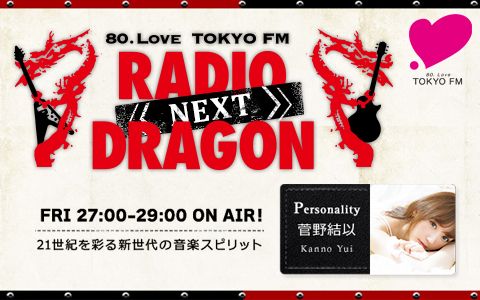 80. LOVE TOKYO FM
RADIO
《 NEXT 》
DRAGON
80. Love
TOKYO FM
FRI 27:00-29:00 ON AIR!
21世紀を彩る新世代の音楽スピリット
Personality
菅野結以
Kanno Yui